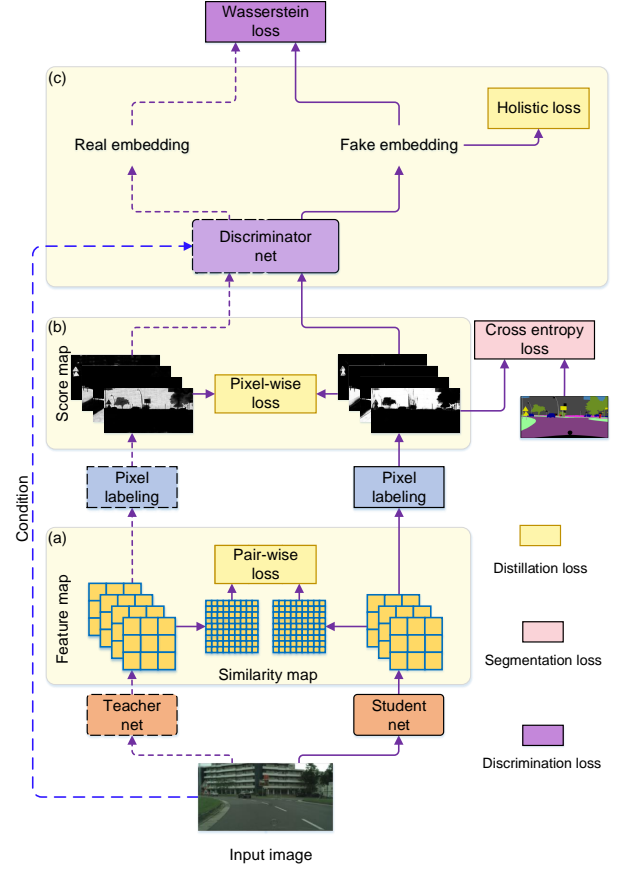 Wasserstein
loss
(c)
Holistic loss
Real embedding
Fake embedding
Discriminator
net
(b)
Score map
Pixel-wise
loss
Cross entropy
loss
Pixel
labeling
Pixel
labeling
Condition
(a)
Feature map
Pair-wise
loss
Similarity map
Distillation loss
Segmentation loss
Discrimination loss
Teacher
net
Student
net
Input image